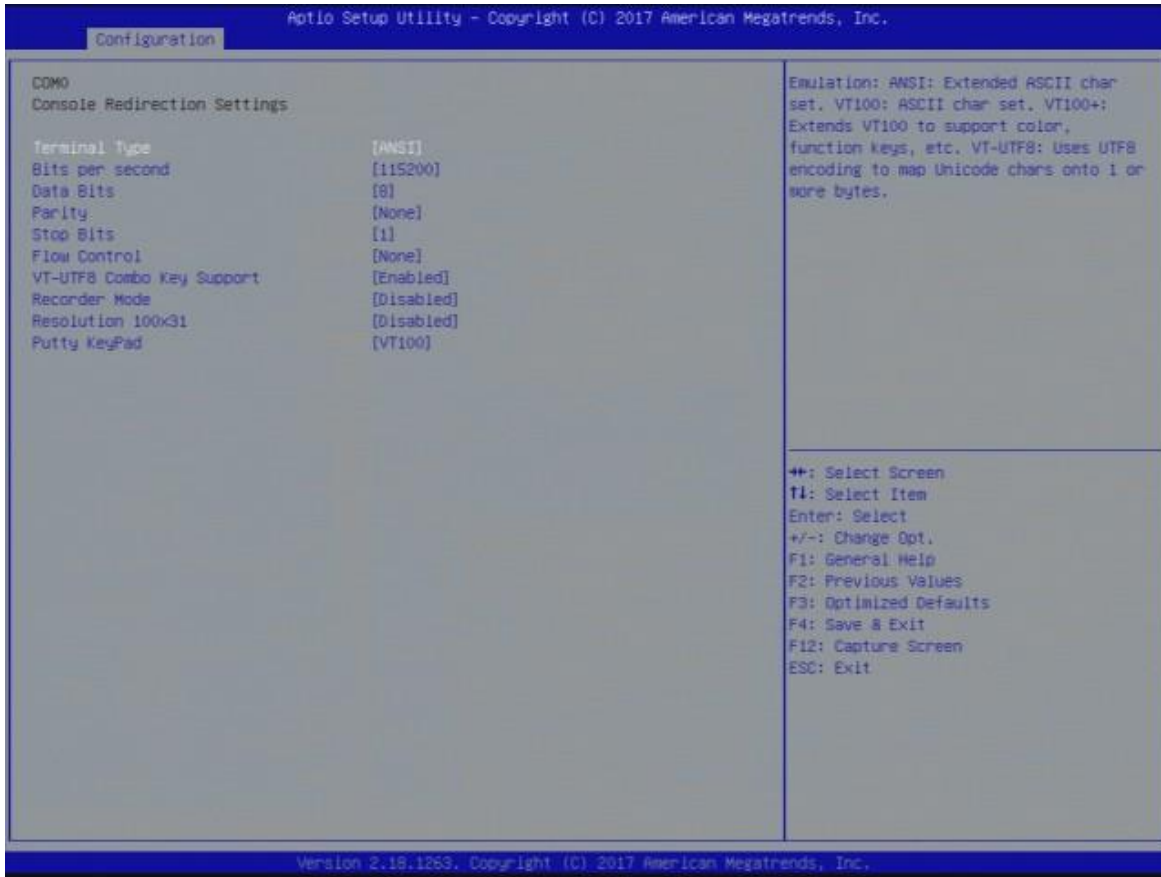 Aptio Setup Utility – Copyright (C) 2017 American Megatrends, Inc.
Configuration
COM0
Console Redirection Settings
Terminal Type [ANSI]
Bits per second [115200]
Data Bits [8]
Parity [None]
Stop Bits [1]
Flow Control [None]
VT-UTF8 Combo Key Support [Enabled]
Recorder Mode [Disabled]
Resolution 100x31 [Disabled]
Putty KeyPad [VT100]
Emulation: ANSI: Extended ASCII char
set. VT100: ASCII char set. VT100+:
Extends VT100 to support color,
function keys, etc. VT-UTF8: Uses UTF8
encoding to map Unicode chars onto 1 or
more bytes.
→←: Select Screen
↑↓: Select Item
Enter: Select
+/-: Change Opt.
F1: General Help
F2: Previous Values
F3: Optimized Defaults
F4: Save & Exit
F12: Capture Screen
ESC: Exit
Version 2.18.1263. Copyright (C) 2017 American Megatrends, Inc.